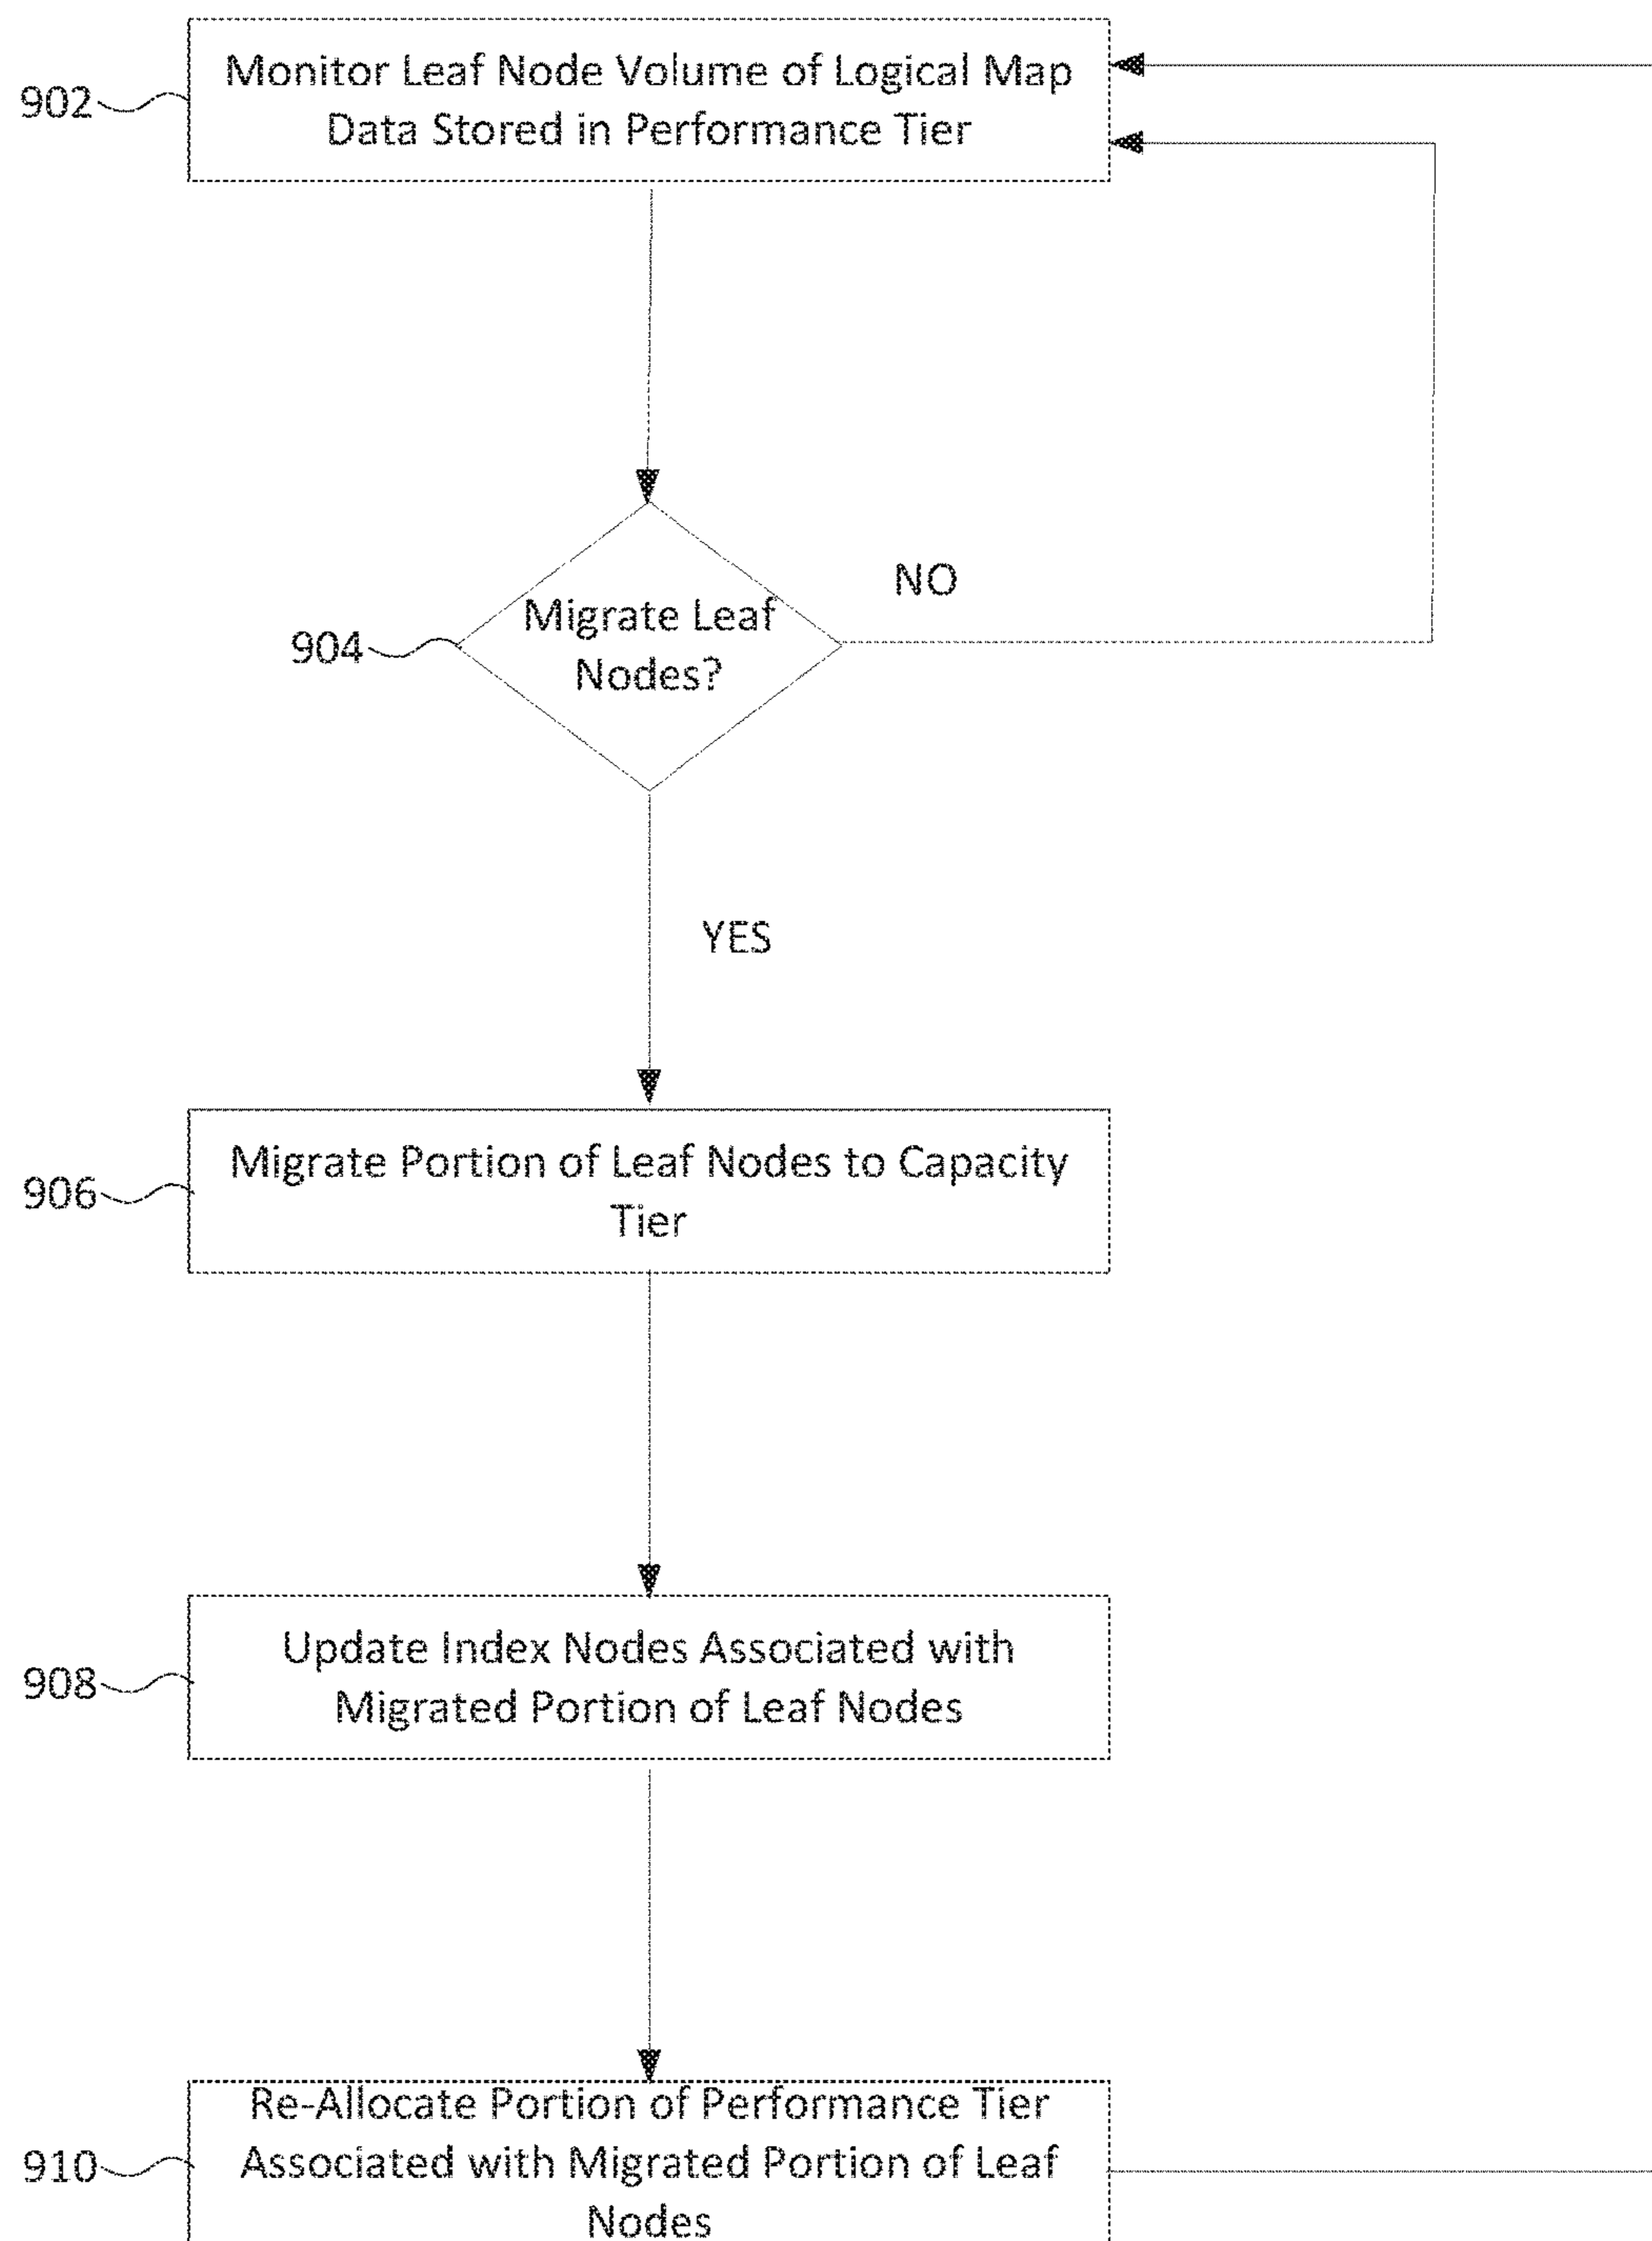 902
Monitor Leaf Node Volume of Logical Map
Data Stored in Performance Tier
904
Migrate Leaf
Nodes?
NO
YES
906
Migrate Portion of Leaf Nodes to Capacity
Tier
908
Update Index Nodes Associated with
Migrated Portion of Leaf Nodes
910
Re-Allocate Portion of Performance Tier
Associated with Migrated Portion of Leaf
Nodes